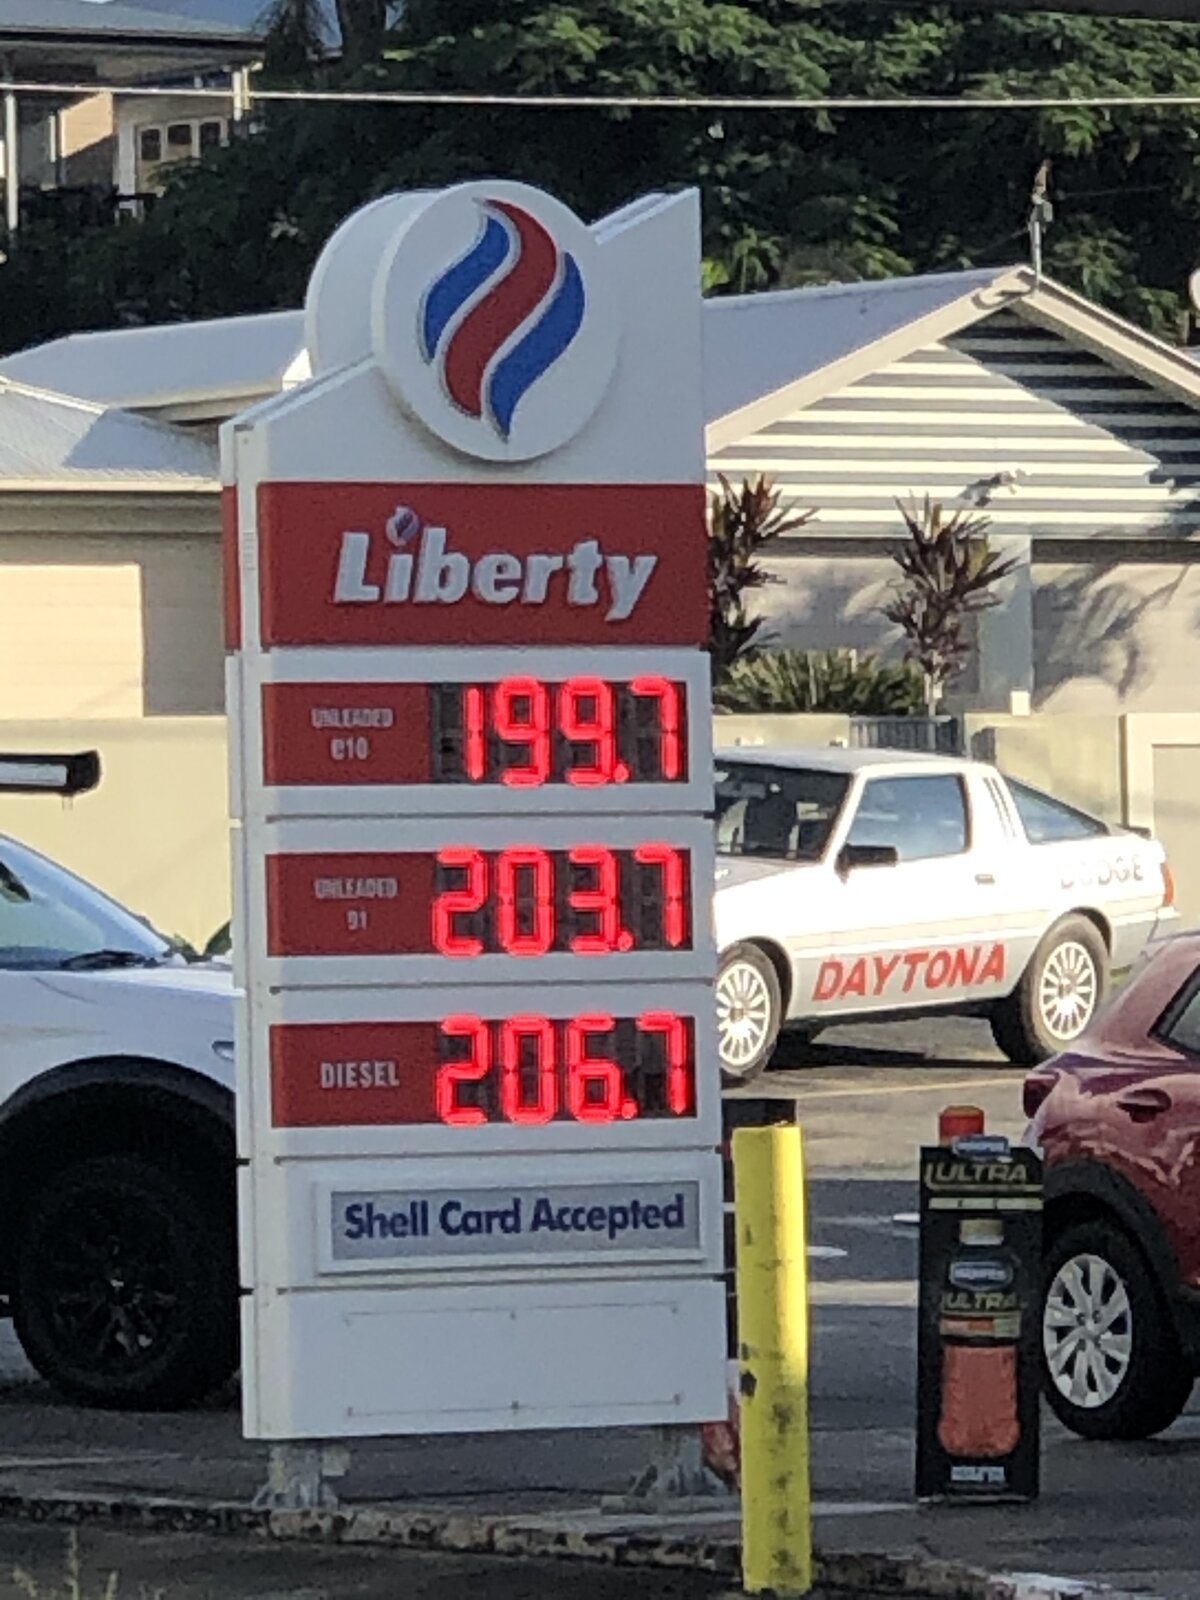 Liberty
UNLEADED
e10
199.7
UNLEADED
91
203.7
DIESEL
206.7
Shell Card Accepted
DODGE
DAYTONA
ULTRA
ULTRA